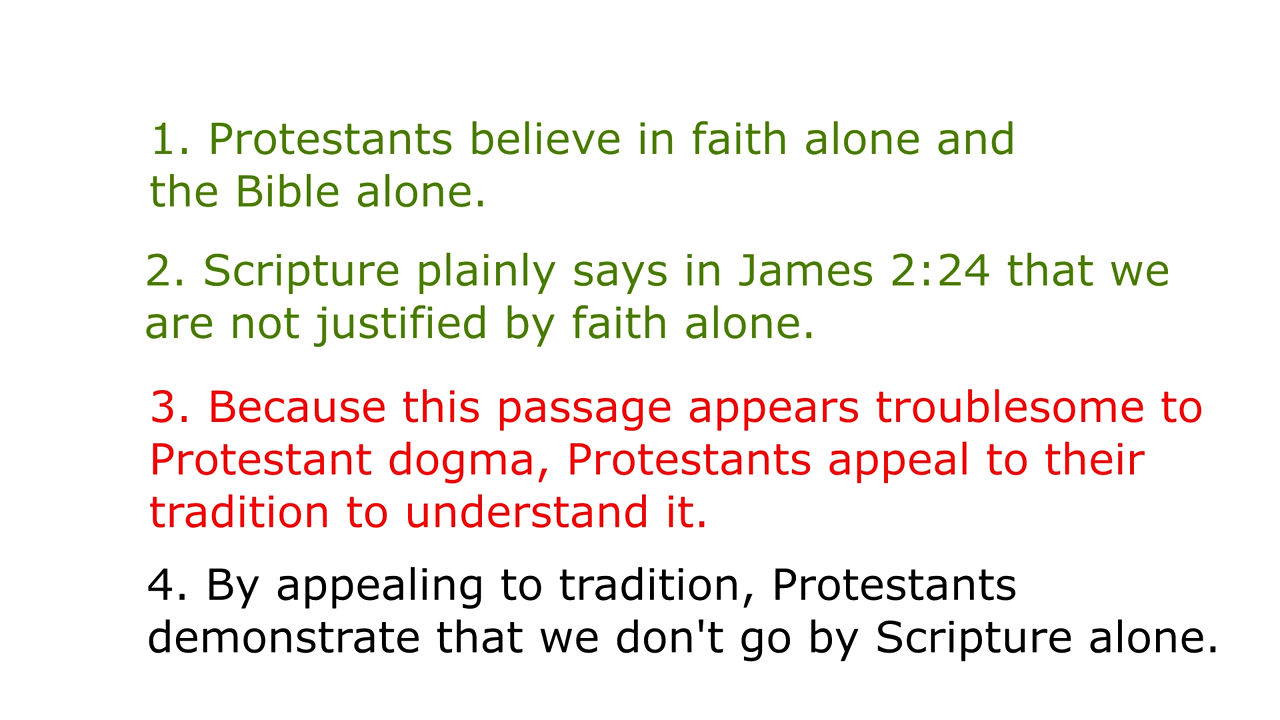 1. Protestants believe in faith alone and
the Bible alone.
2. Scripture plainly says in James 2:24 that we
are not justified by faith alone.
3. Because this passage appears troublesome to
Protestant dogma, Protestants appeal to their
tradition to understand it.
4. By appealing to tradition, Protestants
demonstrate that we don't go by Scripture alone.